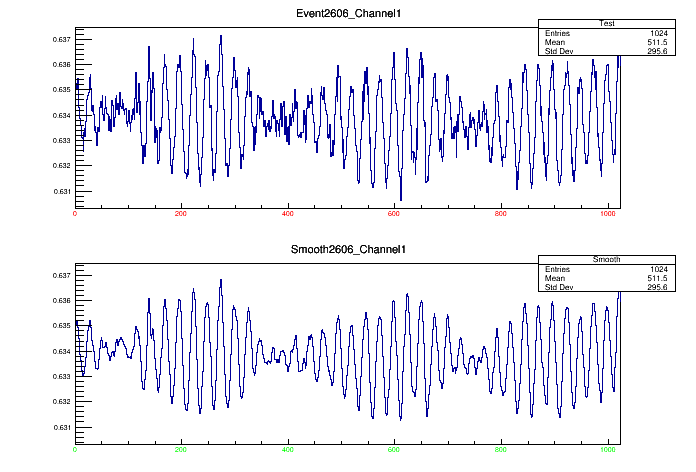 Event2606_Channel1
Test
Entries 1024
Mean 511.5
Std Dev 295.6
0.637
0.636
0.635
0.634
0.633
0.632
0.631
0 200 400 600 800 1000
Smooth2606_Channel1
Smooth
Entries 1024
Mean 511.5
Std Dev 295.6
0.637
0.636
0.635
0.634
0.633
0.632
0.631
0 200 400 600 800 1000